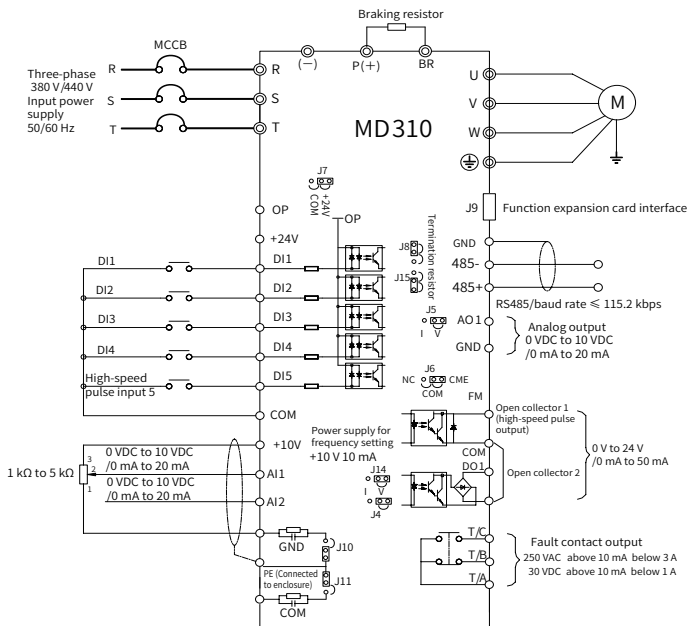 Braking resistor
MCCB
(—)
P(+)
BR
Three-phase
380 V/440 V
Input power
supply
50/60 Hz
R
R
S
S
T
T
MD310
U
V
W
M
J7
COM
+24V
OP
OP
+24V
J9
Function expansion card interface
GND
485-
485+
RS485/baud rate ⩽ 115.2 kbps
J8
J15
Termination resistor
DI1
DI1
DI2
DI2
DI3
DI3
DI4
DI4
High-speed
pulse input 5
DI5
COM
J5
I
V
AO1
GND
Analog output
0 VDC to 10 VDC
/0 mA to 20 mA
J6
NC
CME
COM
FM
Open collector 1
(high-speed pulse
output)
COM
DO1
Open collector 2
0 V to 24 V
/0 mA to 50 mA
Power supply for
frequency setting
+10 V 10 mA
+10V
0 VDC to 10 VDC
/0 mA to 20 mA
AI1
0 VDC to 10 VDC
/0 mA to 20 mA
AI2
1 kΩ to 5 kΩ
3
2
1
J14
I
V
J4
GND
J10
PE (Connected
to enclosure)
J11
COM
T/C
T/B
T/A
Fault contact output
250 VAC above 10 mA below 3 A
30 VDC above 10 mA below 1 A